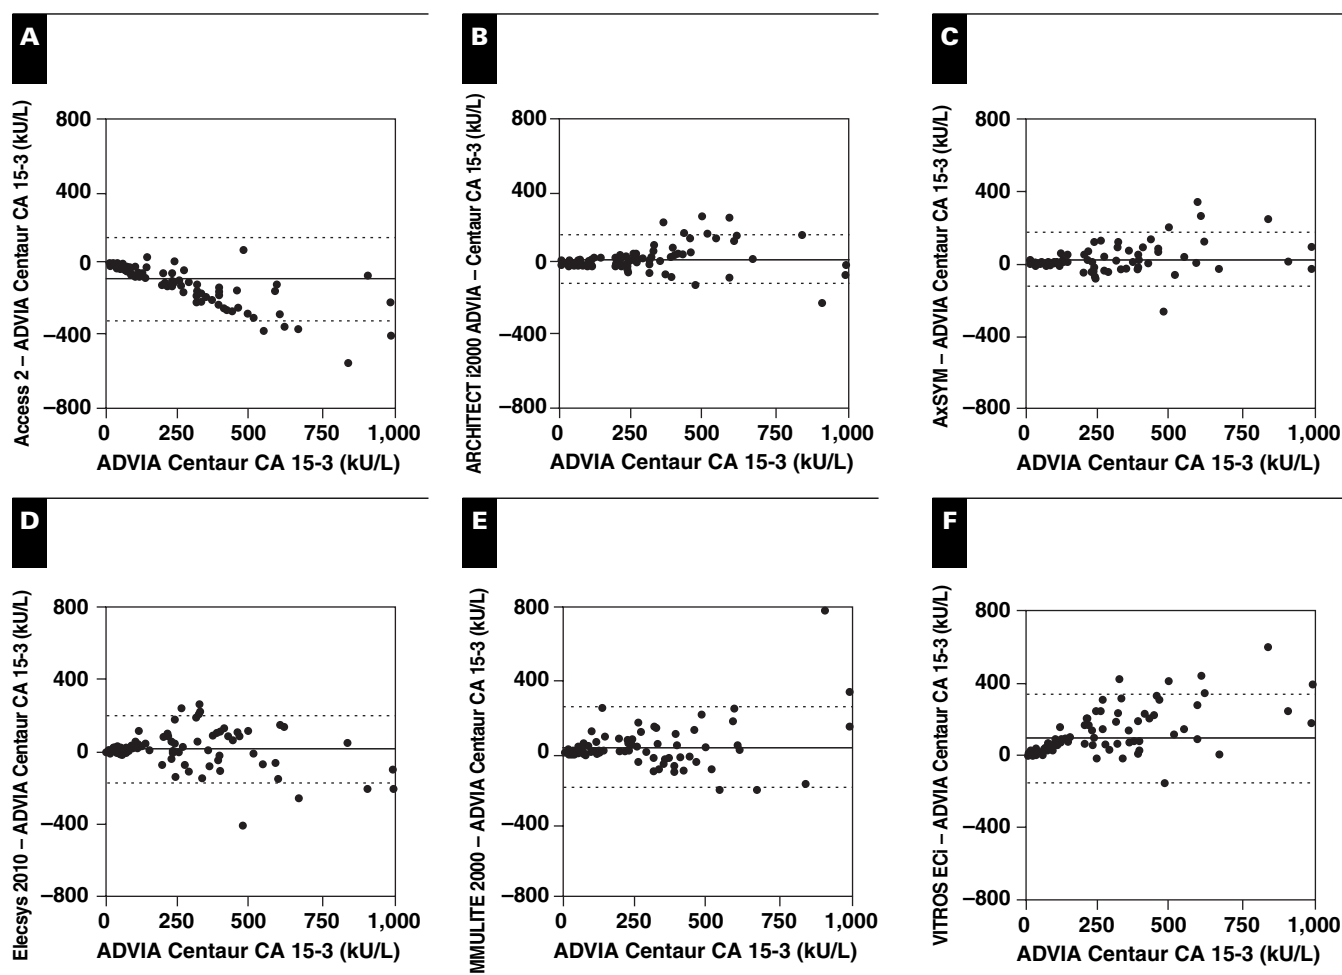 A
Access 2 – ADVIA Centaur CA 15-3 (kU/L)
800
400
0
–400
–800
0 250 500 750 1,000
ADVIA Centaur CA 15-3 (kU/L)
B
ARCHITECT i2000 ADVIA – Centaur CA 15-3 (kU/L)
800
400
0
–400
–800
0 250 500 750 1,000
ADVIA Centaur CA 15-3 (kU/L)
C
AxSYM – ADVIA Centaur CA 15-3 (kU/L)
800
400
0
–400
–800
0 250 500 750 1,000
ADVIA Centaur CA 15-3 (kU/L)
D
Elecsys 2010 – ADVIA Centaur CA 15-3 (kU/L)
800
400
0
–400
–800
0 250 500 750 1,000
ADVIA Centaur CA 15-3 (kU/L)
E
MMULITE 2000 – ADVIA Centaur CA 15-3 (kU/L)
800
400
0
–400
–800
0 250 500 750 1,000
ADVIA Centaur CA 15-3 (kU/L)
F
VITROS ECi – ADVIA Centaur CA 15-3 (kU/L)
800
400
0
–400
–800
0 250 500 750 1,000
ADVIA Centaur CA 15-3 (kU/L)